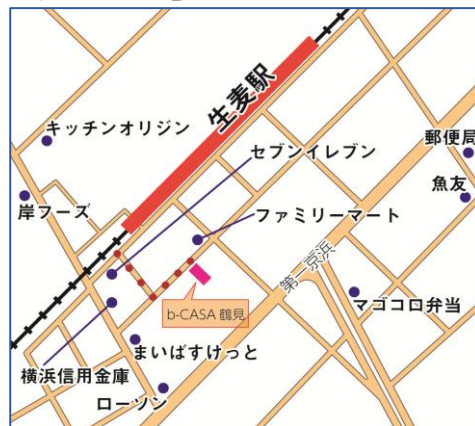 生麦駅
キッチンオリジン
セブンイレブン
郵便局
魚友
岸フーズ
ファミリーマート
第一京浜
b-CASA 鶴見
マゴコロ弁当
まいばすけっと
横浜信用金庫
ローソン